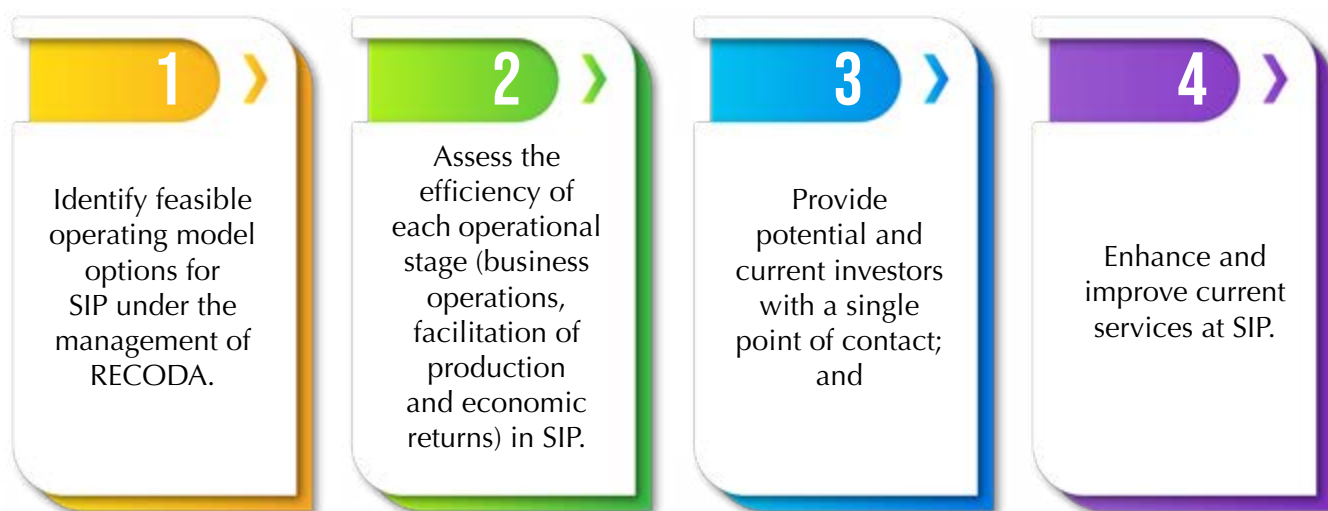 1
Identify feasible
operating model
options for
SIP under the
management of
RECODA.
2
Assess the
efficiency of
each operational
stage (business
operations,
facilitation of
production
and economic
returns) in SIP.
3
Provide
potential and
current investors
with a single
point of contact;
and
4
Enhance and
improve current
services at SIP.